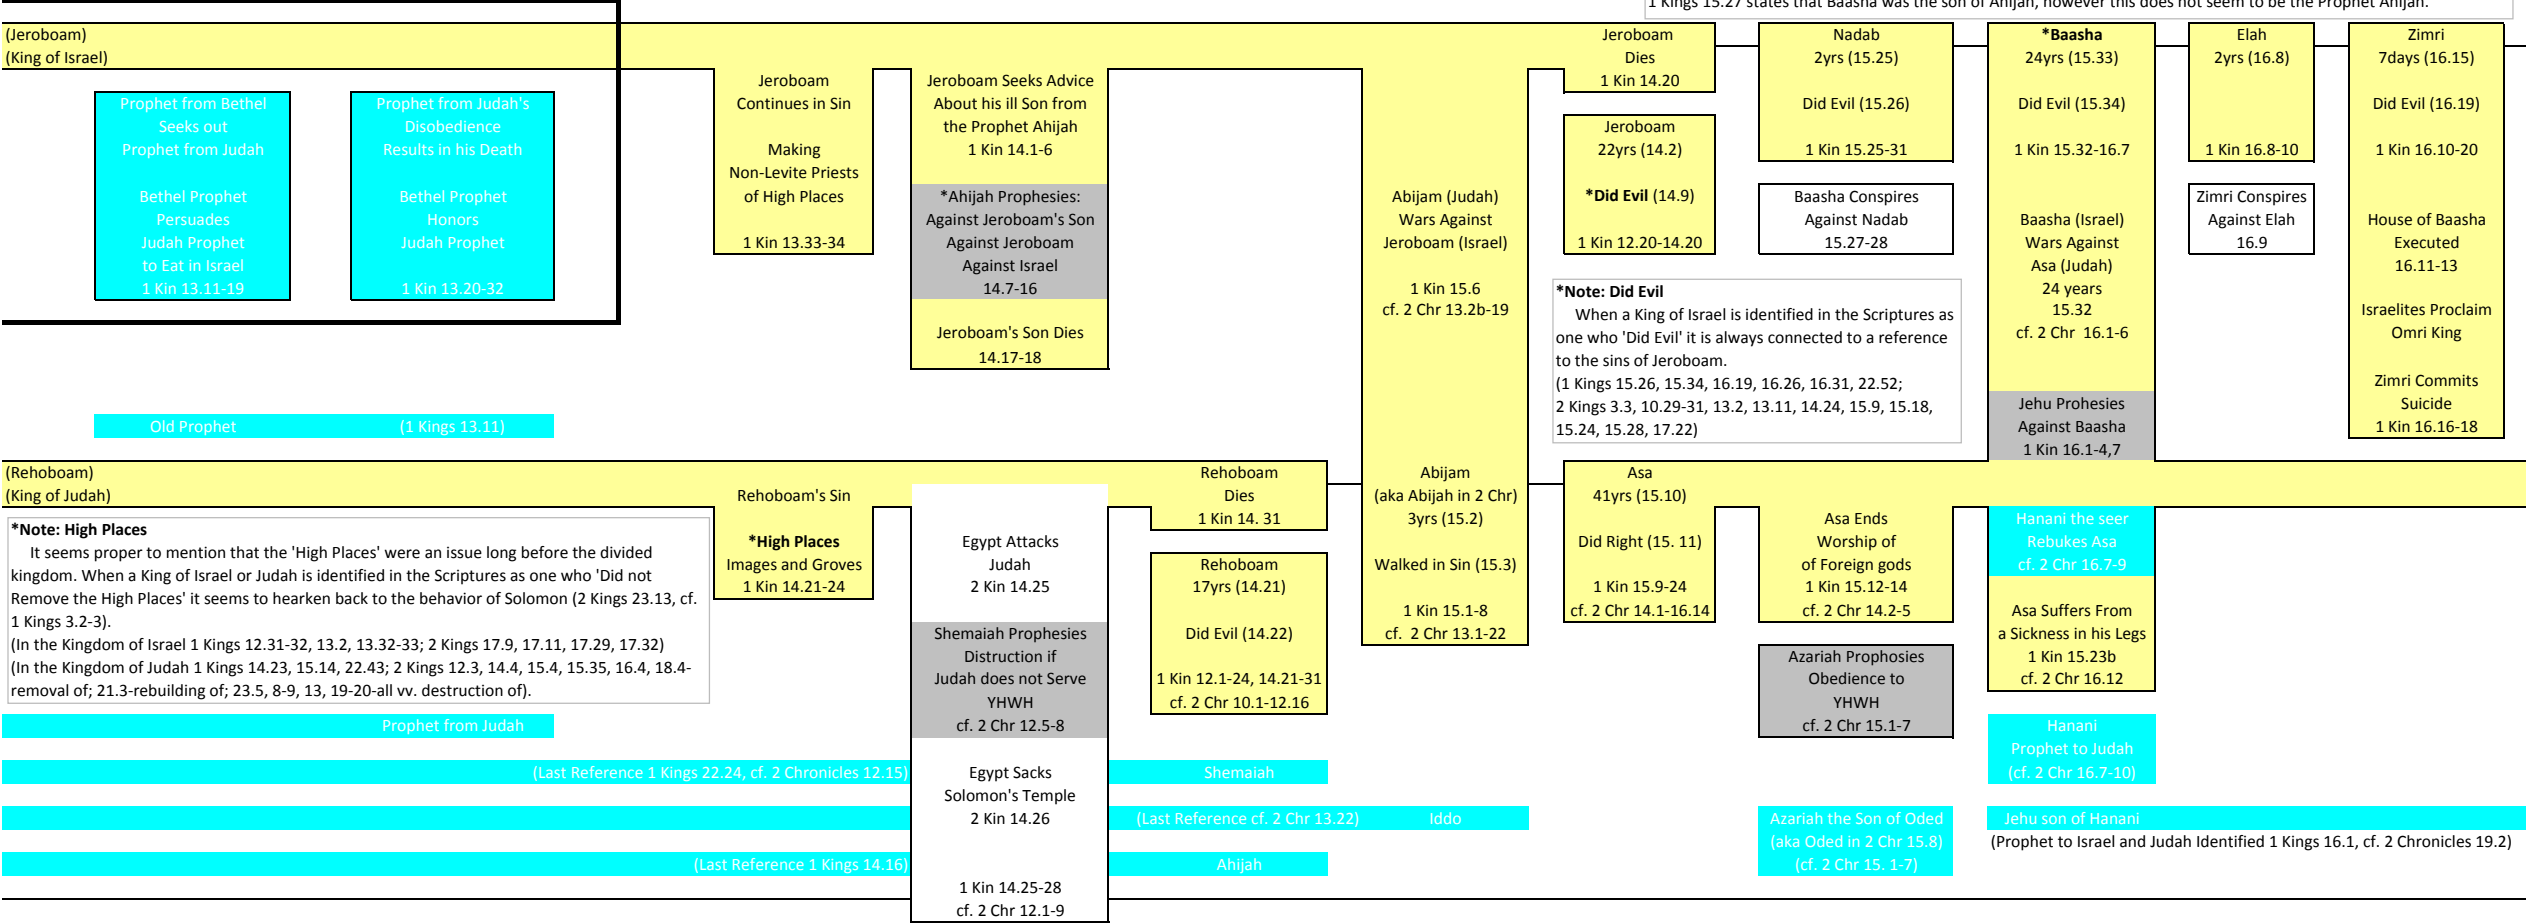 1 Kings 15.27 states that Baasha was the son of Ahijah, however this does not seem to be the Prophet Ahijah.
(Jeroboam)
(King of Israel)
Prophet from Bethel
Seeks out
Prophet from Judah
Bethel Prophet
Persuades
Judah Prophet
to Eat in Israel
1 Kin 13.11-19
Prophet from Judah's
Disobedience
Results in his Death
Bethel Prophet
Honors
Judah Prophet
1 Kin 13.20-32
Jeroboam
Continues in Sin
Making
Non-Levite Priests
of High Places
1 Kin 13.33-34
Jeroboam Seeks Advice
About his ill Son from
the Prophet Ahijah
1 Kin 14.1-6
*Ahijah Prophesies:
Against Jeroboam's Son
Against Jeroboam
Against Israel
14.7-16
Jeroboam's Son Dies
14.17-18
Abijam (Judah)
Wars Against
Jeroboam (Israel)
1 Kin 15.6
cf. 2 Chr 13.2b-19
Jeroboam
Dies
1 Kin 14.20
Jeroboam
22yrs (14.2)
*Did Evil (14.9)
1 Kin 12.20-14.20
Nadab
2yrs (15.25)
Did Evil (15.26)
1 Kin 15.25-31
Baasha Conspires
Against Nadab
15.27-28
*Note: Did Evil
When a King of Israel is identified in the Scriptures as
one who 'Did Evil' it is always connected to a reference
to the sins of Jeroboam.
(1 Kings 15.26, 15.34, 16.19, 16.26, 16.31, 22.52;
2 Kings 3.3, 10.29-31, 13.2, 13.11, 14.24, 15.9, 15.18,
15.24, 15.28, 17.22)
*Baasha
24yrs (15.33)
Did Evil (15.34)
1 Kin 15.32-16.7
Baasha (Israel)
Wars Against
Asa (Judah)
24 years
15.32
cf. 2 Chr 16.1-6
Jehu Prohesies
Against Baasha
1 Kin 16.1-4,7
Elah
2yrs (16.8)
1 Kin 16.8-10
Zimri Conspires
Against Elah
16.9
Zimri
7days (16.15)
Did Evil (16.19)
1 Kin 16.10-20
House of Baasha
Executed
16.11-13
Israelites Proclaim
Omri King
Zimri Commits
Suicide
1 Kin 16.16-18
Old Prophet (1 Kings 13.11)
(Rehoboam)
(King of Judah)
*Note: High Places
It seems proper to mention that the 'High Places' were an issue long before the divided
kingdom. When a King of Israel or Judah is identified in the Scriptures as one who 'Did not
Remove the High Places' it seems to hearken back to the behavior of Solomon (2 Kings 23.13, cf.
1 Kings 3.2-3).
(In the Kingdom of Israel 1 Kings 12.31-32, 13.2, 13.32-33; 2 Kings 17.9, 17.11, 17.29, 17.32)
(In the Kingdom of Judah 1 Kings 14.23, 15.14, 22.43; 2 Kings 12.3, 14.4, 15.4, 15.35, 16.4, 18.4-
removal of; 21.3-rebuilding of; 23.5, 8-9, 13, 19-20-all vv. destruction of).
Rehoboam's Sin
*High Places
Images and Groves
1 Kin 14.21-24
Egypt Attacks
Judah
2 Kin 14.25
Shemaiah Prophesies
Distruction if
Judah does not Serve
YHWH
cf. 2 Chr 12.5-8
Egypt Sacks
Solomon's Temple
2 Kin 14.26
1 Kin 14.25-28
cf. 2 Chr 12.1-9
Rehoboam
Dies
1 Kin 14. 31
Rehoboam
17yrs (14.21)
Did Evil (14.22)
1 Kin 12.1-24, 14.21-31
cf. 2 Chr 10.1-12.16
Abijam
(aka Abijah in 2 Chr)
3yrs (15.2)
Walked in Sin (15.3)
1 Kin 15.1-8
cf. 2 Chr 13.1-22
Asa
41yrs (15.10)
Did Right (15. 11)
1 Kin 15.9-24
cf. 2 Chr 14.1-16.14
Asa Ends
Worship of
of Foreign gods
1 Kin 15.12-14
cf. 2 Chr 14.2-5
Azariah Prophosies
Obedience to
YHWH
cf. 2 Chr 15.1-7
Hanani the seer
Rebukes Asa
cf. 2 Chr 16.7-9
Asa Suffers From
a Sickness in his Legs
1 Kin 15.23b
cf. 2 Chr 16.12
Prophet from Judah
(Last Reference 1 Kings 22.24, cf. 2 Chronicles 12.15) Shemaiah
(Last Reference cf. 2 Chr 13.22) Iddo
(Last Reference 1 Kings 14.16) Ahijah
Hanani
Prophet to Judah
(cf. 2 Chr 16.7-10)
Azariah the Son of Oded
(aka Oded in 2 Chr 15.8)
(cf. 2 Chr 15. 1-7)
Jehu son of Hanani
(Prophet to Israel and Judah Identified 1 Kings 16.1, cf. 2 Chronicles 19.2)